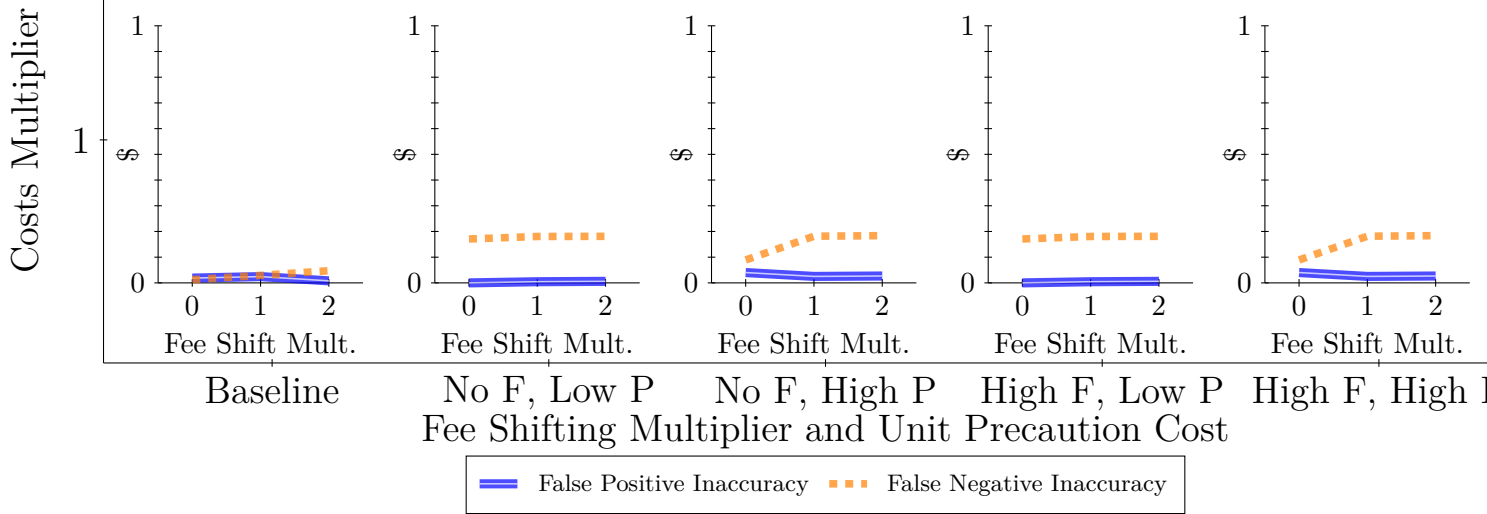 Costs Multiplier
1
1
$
0
0 1 2
Fee Shift Mult.
1
$
0
0 1 2
Fee Shift Mult.
1
$
0
0 1 2
Fee Shift Mult.
1
$
0
0 1 2
Fee Shift Mult.
1
$
0
0 1 2
Fee Shift Mult.
Baseline No F, Low P No F, High P High F, Low P High F, High
Fee Shifting Multiplier and Unit Precaution Cost
False Positive Inaccuracy False Negative Inaccuracy